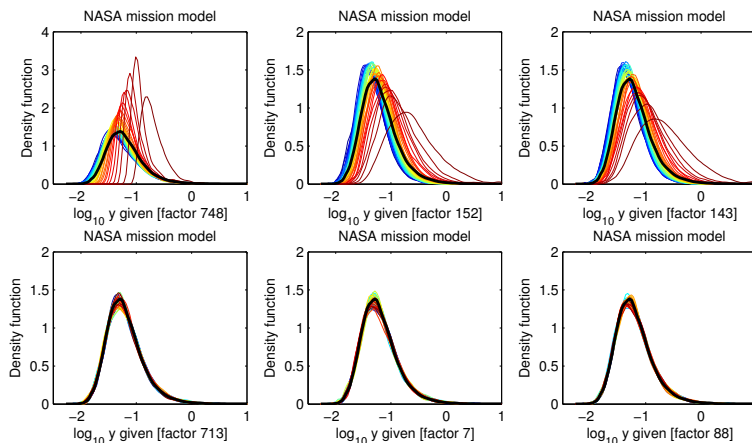 NASA mission model
NASA mission model
NASA mission model
Density function
4
3
2
1
0
-2 -1 0 1
log10 y given [factor 748]
Density function
2
1.5
1
0.5
0
-2 -1 0 1
log10 y given [factor 152]
Density function
2
1.5
1
0.5
0
-2 -1 0 1
log10 y given [factor 143]
NASA mission model
NASA mission model
NASA mission model
Density function
2
1.5
1
0.5
0
-2 -1 0 1
log10 y given [factor 713]
Density function
2
1.5
1
0.5
0
-2 -1 0 1
log10 y given [factor 7]
Density function
2
1.5
1
0.5
0
-2 -1 0 1
log10 y given [factor 88]